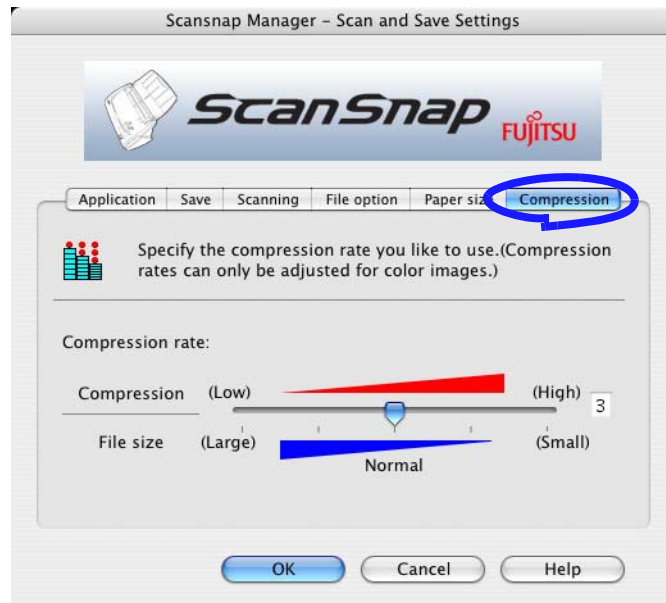 Scansnap Manager – Scan and Save Settings
ScanSnap
FUJITSU
Application Save Scanning File option Paper size Compression
Specify the compression rate you like to use.(Compression
rates can only be adjusted for color images.)
Compression rate:
Compression (Low) (High) 3
File size (Large) (Small)
Normal
OK Cancel Help